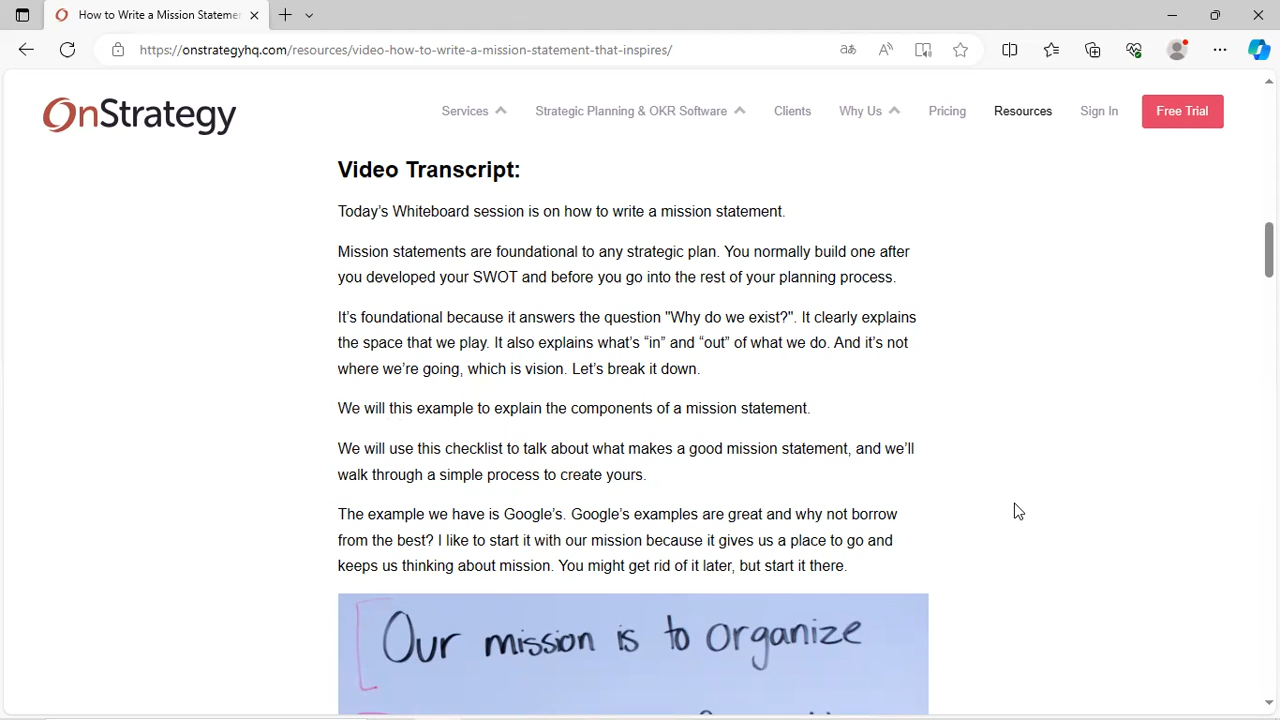 How to Write a Mission Stateme
https://onstrategyhq.com/resources/video-how-to-write-a-mission-statement-that-inspires/
OnStrategy
Services
Strategic Planning & OKR Software
Clients
Why Us
Pricing
Resources
Sign In
Free Trial
Video Transcript:
Today's Whiteboard session is on how to write a mission statement.
Mission statements are foundational to any strategic plan. You normally build one after
you developed your SWOT and before you go into the rest of your planning process.
It's foundational because it answers the question "Why do we exist?". It clearly explains
the space that we play. It also explains what's “in” and “out” of what we do. And it's not
where we're going, which is vision. Let's break it down.
We will this example to explain the components of a mission statement.
We will use this checklist to talk about what makes a good mission statement, and we'll
walk through a simple process to create yours.
The example we have is Google's. Google's examples are great and why not borrow
from the best? I like to start it with our mission because it gives us a place to go and
keeps us thinking about mission. You might get rid of it later, but start it there.
Our mission is to organize